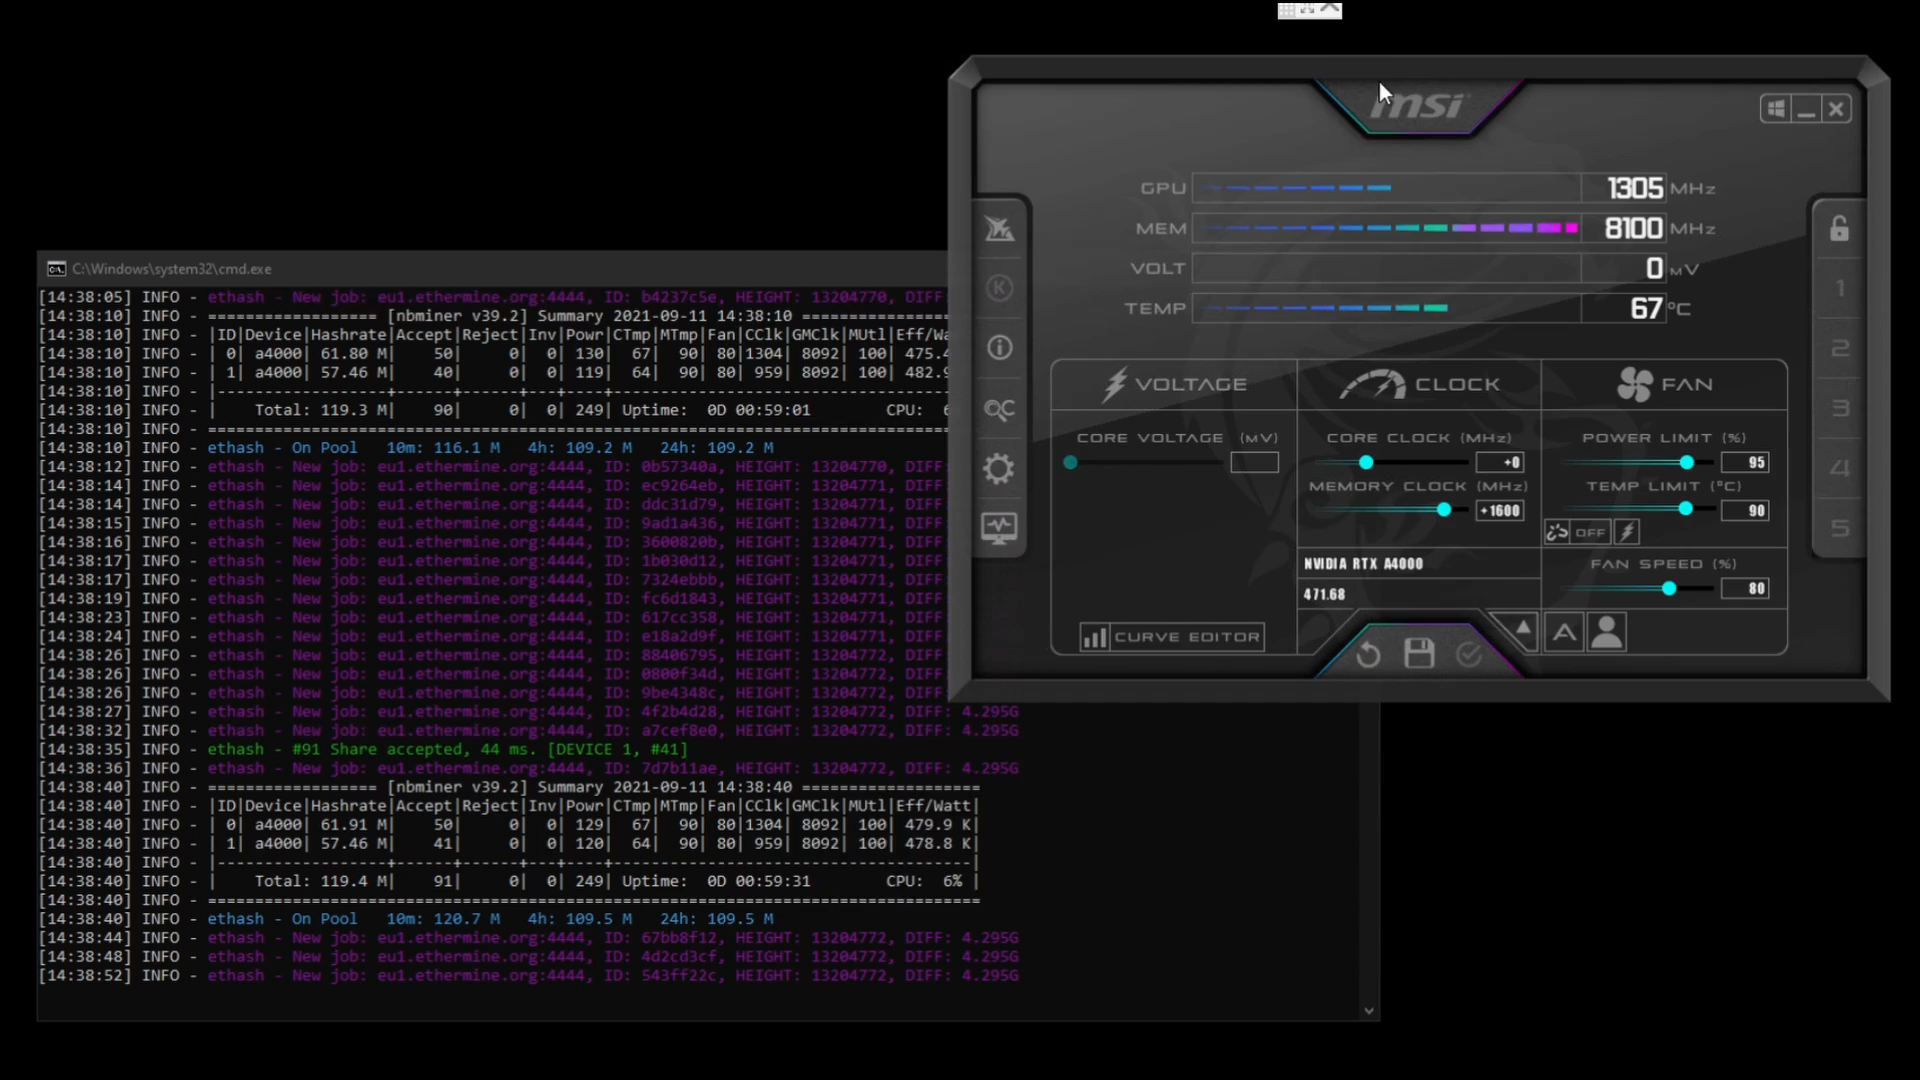 C:\Windows\system32\cmd.exe
[14:38:05] INFO - ethash - New job: eu1.ethermine.org:4444, ID: b4237c5e, HEIGHT: 13204770, DIFF:
[14:38:10] INFO - ================== [nbminer v39.2] Summary 2021-09-11 14:38:10 ================
[14:38:10] INFO - |ID|Device|Hashrate|Accept|Reject|Inv|Powr|CTmp|MTmp|Fan|CClk|GMClk|MUtl|Eff/Wat
[14:38:10] INFO - | 0| a4000| 61.80 M| 50| 0| 0| 130| 67| 90| 80|1304| 8092| 100| 475.4
[14:38:10] INFO - | 1| a4000| 57.46 M| 40| 0| 0| 119| 64| 90| 80| 959| 8092| 100| 482.9
[14:38:10] INFO - |------------------+------+------+---+----+-----------------------------------
[14:38:10] INFO - | Total: 119.3 M| 90| 0| 0| 249| Uptime: 0D 00:59:01 CPU: 6
[14:38:10] INFO - ===============================================================================
[14:38:10] INFO - ethash - On Pool 10m: 116.1 M 4h: 109.2 M 24h: 109.2 M
[14:38:12] INFO - ethash - New job: eu1.ethermine.org:4444, ID: 0b57340a, HEIGHT: 13204770, DIFF:
[14:38:14] INFO - ethash - New job: eu1.ethermine.org:4444, ID: ec9264eb, HEIGHT: 13204771, DIFF:
[14:38:14] INFO - ethash - New job: eu1.ethermine.org:4444, ID: ddc31d79, HEIGHT: 13204771, DIFF:
[14:38:15] INFO - ethash - New job: eu1.ethermine.org:4444, ID: 9ad1a436, HEIGHT: 13204771, DIFF:
[14:38:16] INFO - ethash - New job: eu1.ethermine.org:4444, ID: 3600820b, HEIGHT: 13204771, DIFF:
[14:38:17] INFO - ethash - New job: eu1.ethermine.org:4444, ID: 1b030d12, HEIGHT: 13204771, DIFF:
[14:38:17] INFO - ethash - New job: eu1.ethermine.org:4444, ID: 7324ebbb, HEIGHT: 13204771, DIFF:
[14:38:19] INFO - ethash - New job: eu1.ethermine.org:4444, ID: fc6d1843, HEIGHT: 13204771, DIFF:
[14:38:23] INFO - ethash - New job: eu1.ethermine.org:4444, ID: 617cc358, HEIGHT: 13204771, DIFF:
[14:38:24] INFO - ethash - New job: eu1.ethermine.org:4444, ID: e18a2d9f, HEIGHT: 13204771, DIFF:
[14:38:26] INFO - ethash - New job: eu1.ethermine.org:4444, ID: 88406795, HEIGHT: 13204772, DIFF:
[14:38:26] INFO - ethash - New job: eu1.ethermine.org:4444, ID: 0800f34d, HEIGHT: 13204772, DIFF:
[14:38:26] INFO - ethash - New job: eu1.ethermine.org:4444, ID: 9be4348c, HEIGHT: 13204772, DIFF:
[14:38:27] INFO - ethash - New job: eu1.ethermine.org:4444, ID: 4f2b4d28, HEIGHT: 13204772, DIFF: 4.295G
[14:38:32] INFO - ethash - New job: eu1.ethermine.org:4444, ID: a7cef8e0, HEIGHT: 13204772, DIFF: 4.295G
[14:38:35] INFO - ethash - #91 Share accepted, 44 ms. [DEVICE 1, #41]
[14:38:36] INFO - ethash - New job: eu1.ethermine.org:4444, ID: 7d7b11ae, HEIGHT: 13204772, DIFF: 4.295G
[14:38:40] INFO - ================== [nbminer v39.2] Summary 2021-09-11 14:38:40 ===================
[14:38:40] INFO - |ID|Device|Hashrate|Accept|Reject|Inv|Powr|CTmp|MTmp|Fan|CClk|GMClk|MUtl|Eff/Watt|
[14:38:40] INFO - | 0| a4000| 61.91 M| 50| 0| 0| 129| 67| 90| 80|1304| 8092| 100| 479.9 K|
[14:38:40] INFO - | 1| a4000| 57.46 M| 41| 0| 0| 120| 64| 90| 80| 959| 8092| 100| 478.8 K|
[14:38:40] INFO - |------------------+------+------+---+----+--------------------------------------|
[14:38:40] INFO - | Total: 119.4 M| 91| 0| 0| 249| Uptime: 0D 00:59:31 CPU: 6% |
[14:38:40] INFO - ==================================================================================
[14:38:40] INFO - ethash - On Pool 10m: 120.7 M 4h: 109.5 M 24h: 109.5 M
[14:38:44] INFO - ethash - New job: eu1.ethermine.org:4444, ID: 67bb8f12, HEIGHT: 13204772, DIFF: 4.295G
[14:38:48] INFO - ethash - New job: eu1.ethermine.org:4444, ID: 4d2cd3cf, HEIGHT: 13204772, DIFF: 4.295G
[14:38:52] INFO - ethash - New job: eu1.ethermine.org:4444, ID: 543ff22c, HEIGHT: 13204772, DIFF: 4.295G
msi
GPU 1305 MHz
MEM 8100 MHz
VOLT 0 MV
TEMP 67 °C
K
i
OC
1
2
3
4
5
VOLTAGE
CORE VOLTAGE (MV)
CURVE EDITOR
CLOCK
CORE CLOCK (MHz)
+0
MEMORY CLOCK (MHz)
+1600
NVIDIA RTX A4000
471.68
FAN
POWER LIMIT (%)
95
TEMP LIMIT (°C)
90
OFF
FAN SPEED (%)
80
A